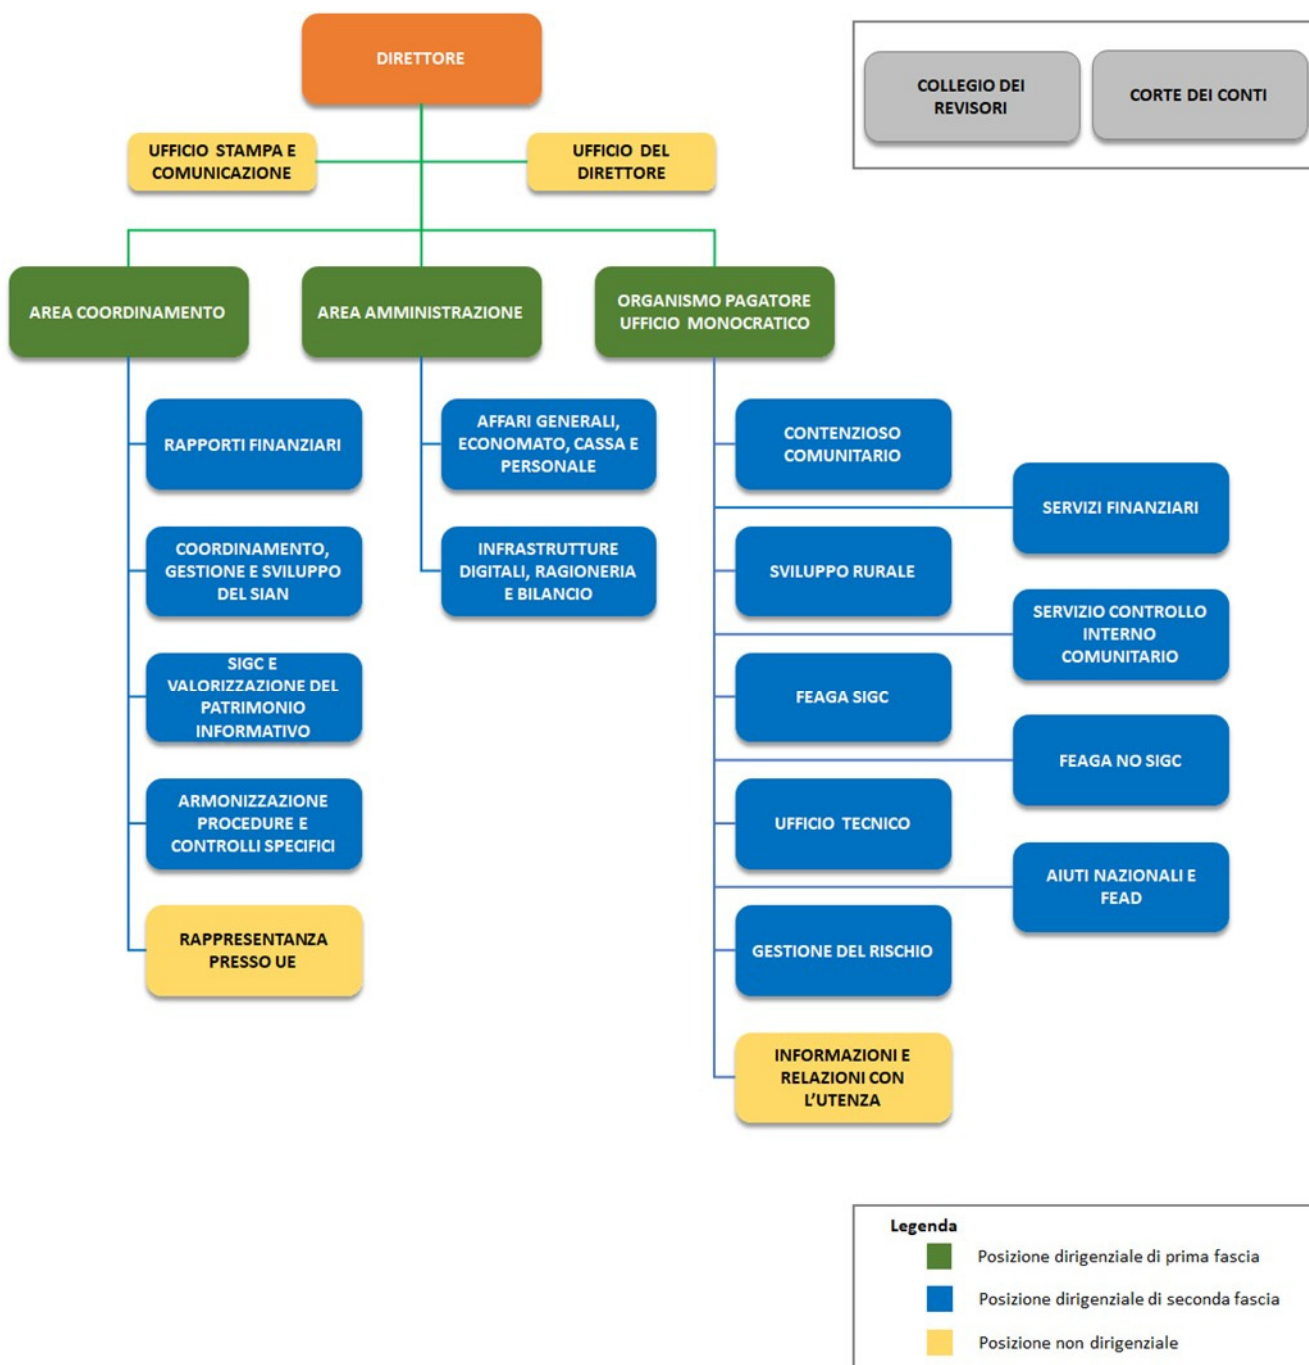 DIRETTORE
COLLEGIO DEI
REVISORI
CORTE DEI CONTI
UFFICIO STAMPA E
COMUNICAZIONE
UFFICIO DEL
DIRETTORE
AREA COORDINAMENTO
AREA AMMINISTRAZIONE
ORGANISMO PAGATORE
UFFICIO MONOCRATICO
RAPPORTI FINANZIARI
COORDINAMENTO,
GESTIONE E SVILUPPO
DEL SIAN
SIGC E
VALORIZZAZIONE DEL
PATRIMONIO
INFORMATIVO
ARMONIZZAZIONE
PROCEDURE E
CONTROLLI SPECIFICI
RAPPRESENTANZA
PRESSO UE
AFFARI GENERALI,
ECONOMATO, CASSA E
PERSONALE
INFRASTRUTTURE
DIGITALI, RAGIONERIA
E BILANCIO
CONTENZIOSO
COMUNITARIO
SERVIZI FINANZIARI
SVILUPPO RURALE
SERVIZIO CONTROLLO
INTERNO
COMUNITARIO
FEAGA SIGC
FEAGA NO SIGC
UFFICIO TECNICO
AIUTI NAZIONALI E
FEAD
GESTIONE DEL RISCHIO
INFORMAZIONI E
RELAZIONI CON
L'UTENZA
Legenda
Posizione dirigenziale di prima fascia
Posizione dirigenziale di seconda fascia
Posizione non dirigenziale